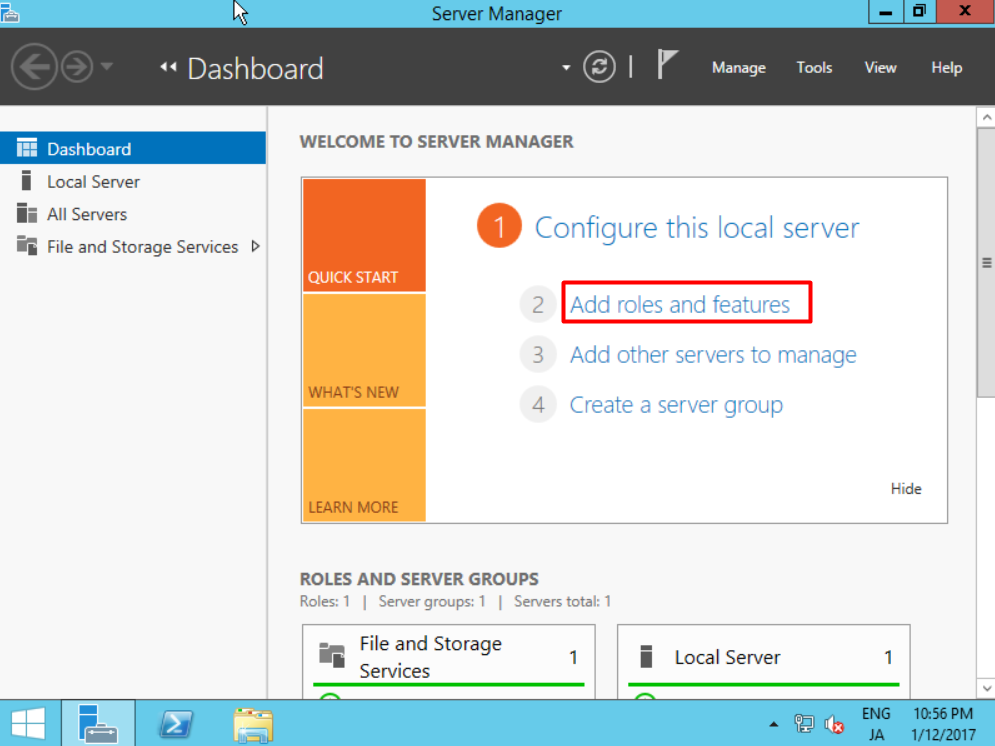 Server Manager
Dashboard
Manage Tools View Help
Dashboard
Local Server
All Servers
File and Storage Services
WELCOME TO SERVER MANAGER
QUICK START
WHAT'S NEW
LEARN MORE
1 Configure this local server
2 Add roles and features
3 Add other servers to manage
4 Create a server group
Hide
ROLES AND SERVER GROUPS
Roles: 1 | Server groups: 1 | Servers total: 1
File and Storage
Services
1
Local Server 1
ENG
JA
10:56 PM
1/12/2017